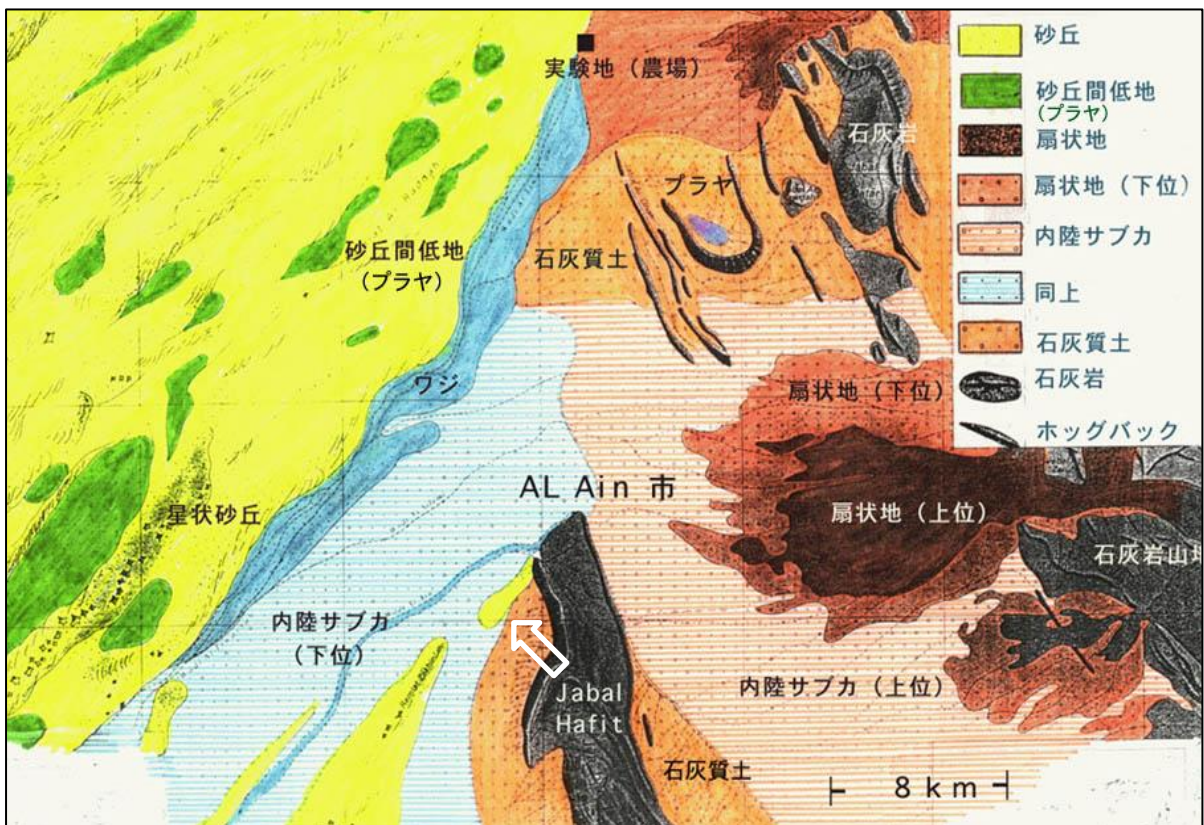 実験地（農場）
石灰岩
プラヤ
砂丘間低地
（プラヤ）
石灰質土
ワジ
扇状地（下位）
AL Ain 市
星状砂丘
扇状地（上位）
石灰岩山地
内陸サブカ
（下位）
Jabal
Hafit
内陸サブカ（上位）
石灰質土
8 km
砂丘
砂丘間低地
(プラヤ)
扇状地
扇状地（下位）
内陸サブカ
同上
石灰質土
石灰岩
ホッグバック